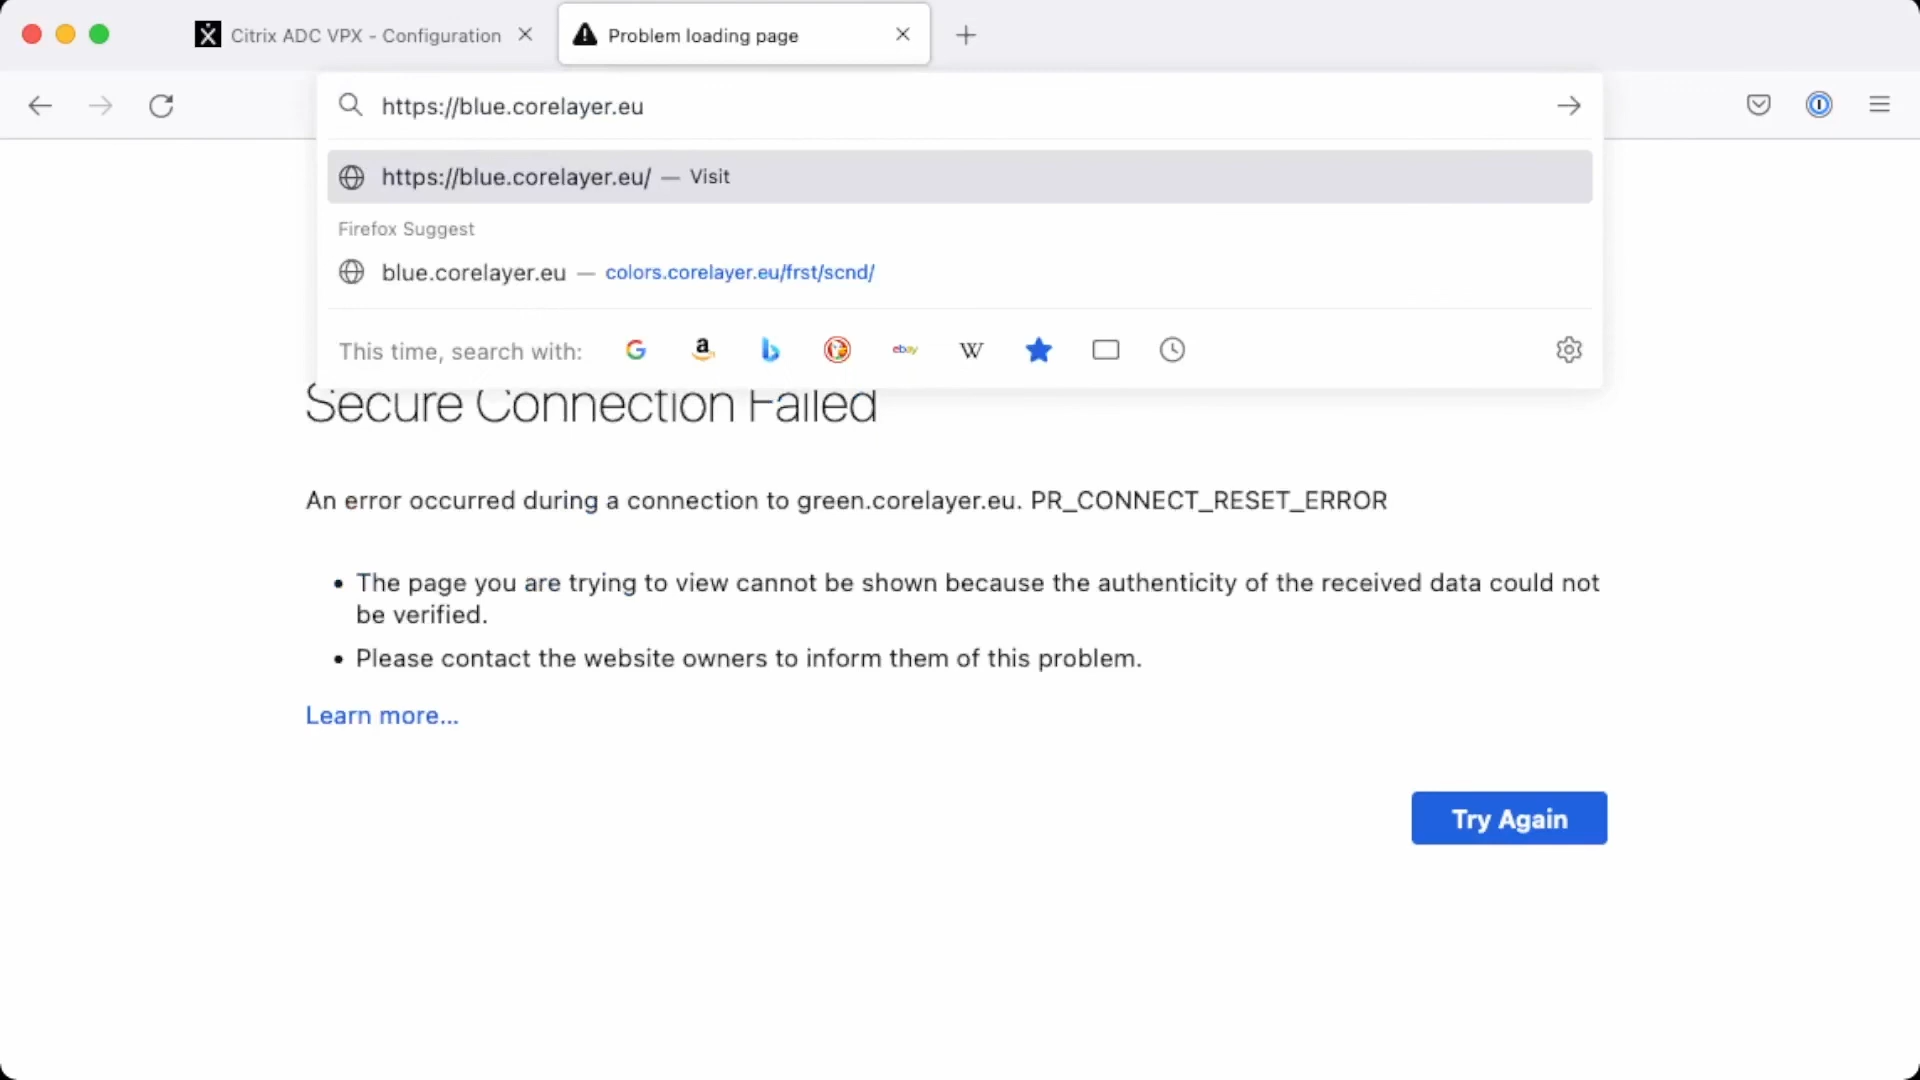 Citrix ADC VPX - Configuration
Problem loading page
https://blue.corelayer.eu
https://blue.corelayer.eu/ — Visit
Firefox Suggest
blue.corelayer.eu — colors.corelayer.eu/frst/scnd/
This time, search with:
ebay
Secure Connection Failed
An error occurred during a connection to green.corelayer.eu. PR_CONNECT_RESET_ERROR
• The page you are trying to view cannot be shown because the authenticity of the received data could not
be verified.
• Please contact the website owners to inform them of this problem.
Learn more...
Try Again